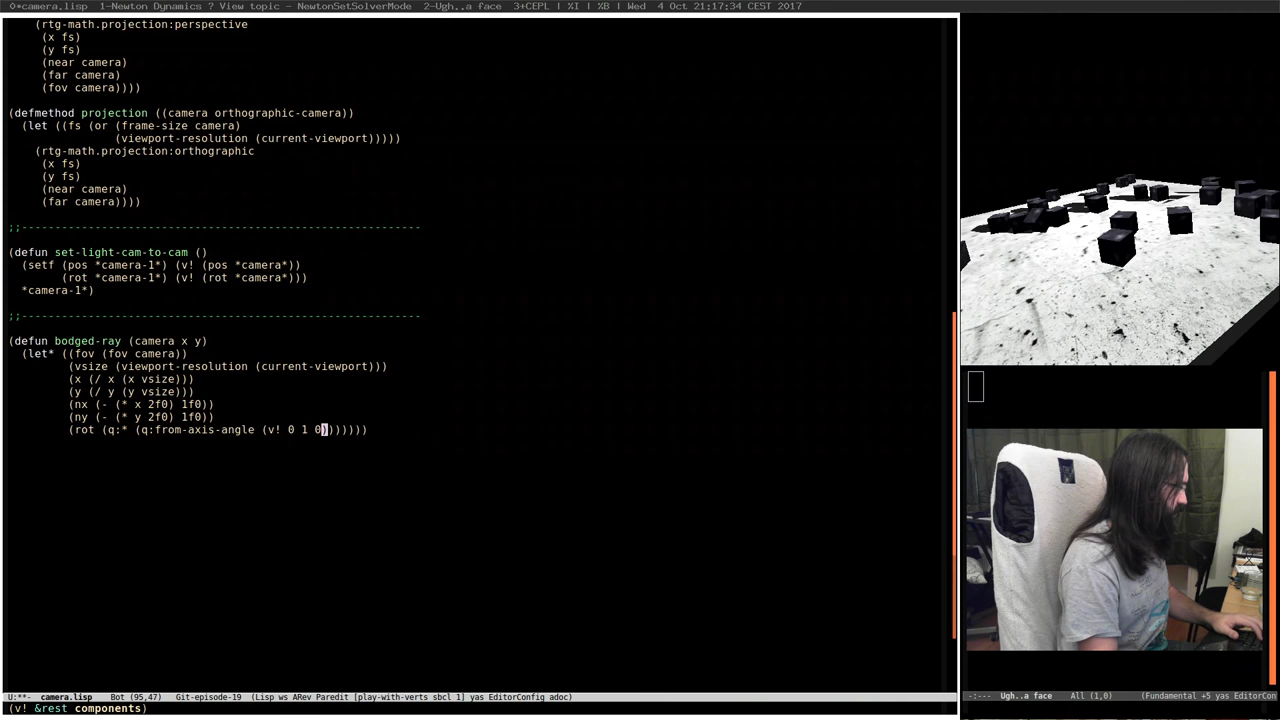 0*camera.lisp  1-Newton Dynamics ? View topic - NewtonSetSolverMode  2-Ugh..a face  3+CEPL | %I | %B | Wed  4 Oct 21:17:34 CEST 2017
(rtg-math.projection:perspective
(x fs)
(y fs)
(near camera)
(far camera)
(fov camera))))
(defmethod projection ((camera orthographic-camera))
(let ((fs (or (frame-size camera)
(viewport-resolution (current-viewport)))))
(rtg-math.projection:orthographic
(x fs)
(y fs)
(near camera)
(far camera))))
;;------------------------------------------------------------
(defun set-light-cam-to-cam ()
(setf (pos *camera-1*) (v! (pos *camera*))
(rot *camera-1*) (v! (rot *camera*)))
*camera-1*)
;;------------------------------------------------------------
(defun bodged-ray (camera x y)
(let* ((fov (fov camera))
(vsize (viewport-resolution (current-viewport)))
(x (/ x (x vsize)))
(y (/ y (y vsize)))
(nx (- (* x 2f0) 1f0))
(ny (- (* y 2f0) 1f0))
(rot (q:* (q:from-axis-angle (v! 0 1 0)))))))
U:**-  camera.lisp    Bot (95,47)   Git-episode-19  (Lisp ws ARev Paredit [play-with-verts sbcl 1] yas EditorConfig adoc)
(v! &rest components)
-:---  Ugh..a face    All (1,0)      (Fundamental +5 yas EditorCon